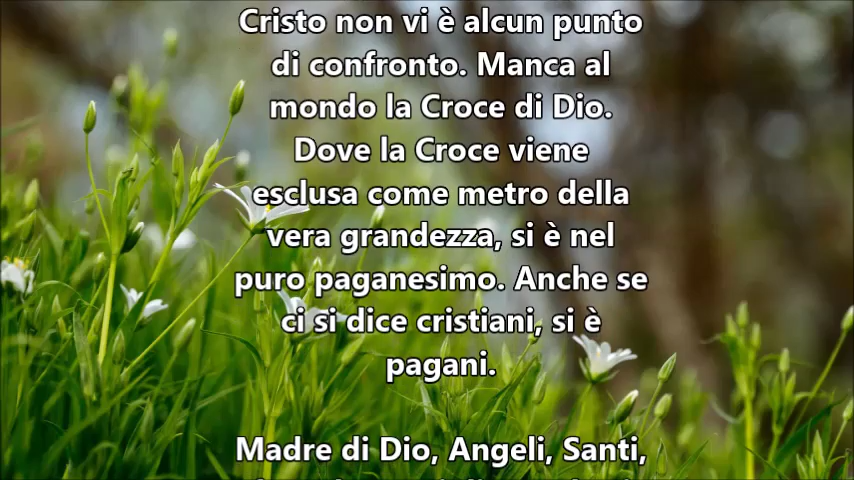 Cristo non vi è alcun punto
di confronto. Manca al
mondo la Croce di Dio.
Dove la Croce viene
esclusa come metro della
vera grandezza, si è nel
puro paganesimo. Anche se
ci si dice cristiani, si è
pagani.
Madre di Dio, Angeli, Santi,